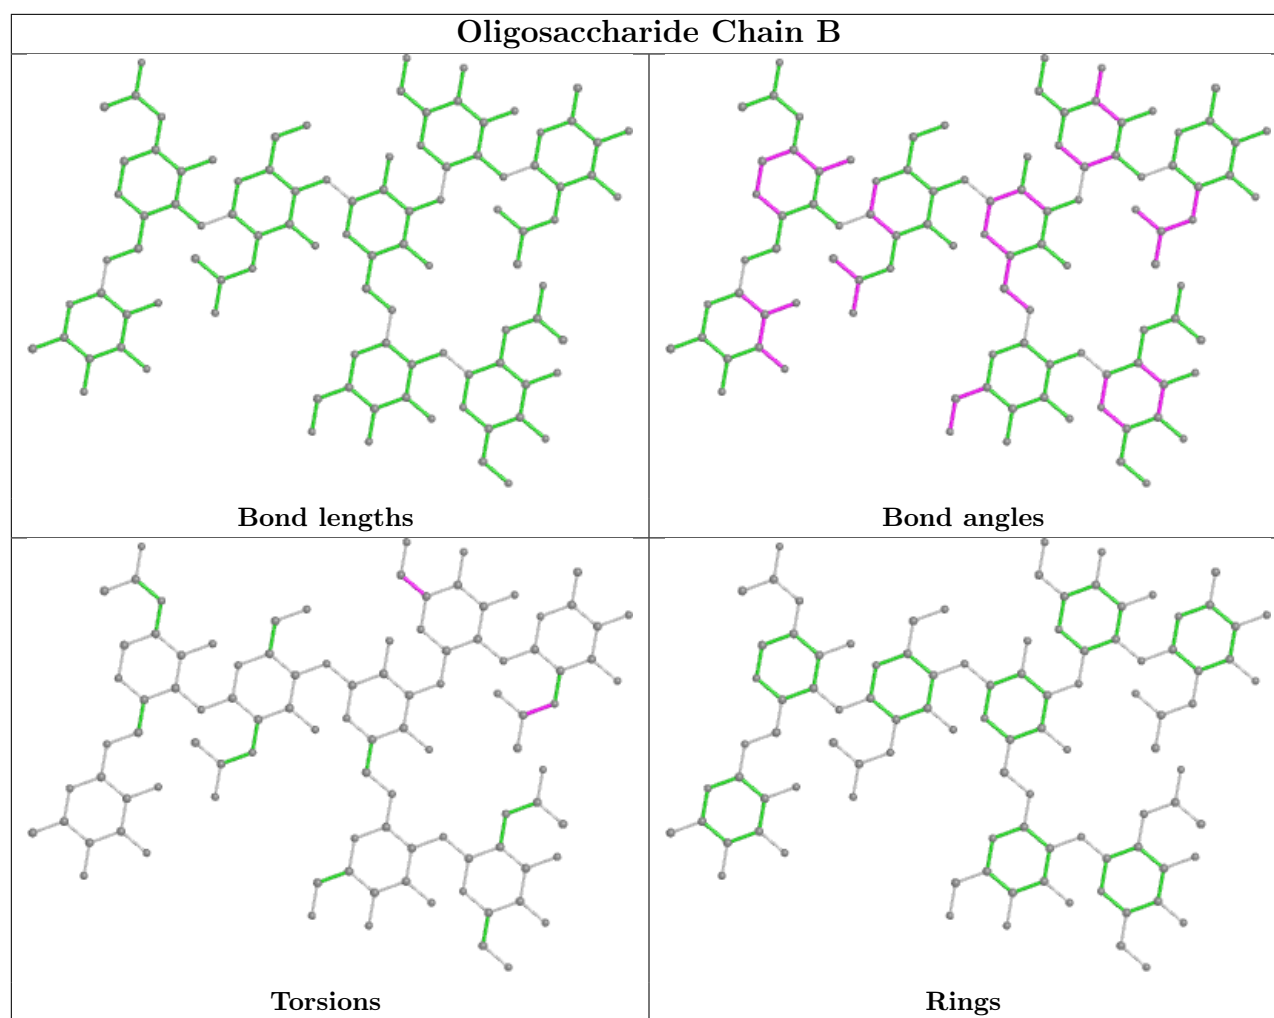 Oligosaccharide Chain B
Bond lengths
Bond angles
Torsions
Rings